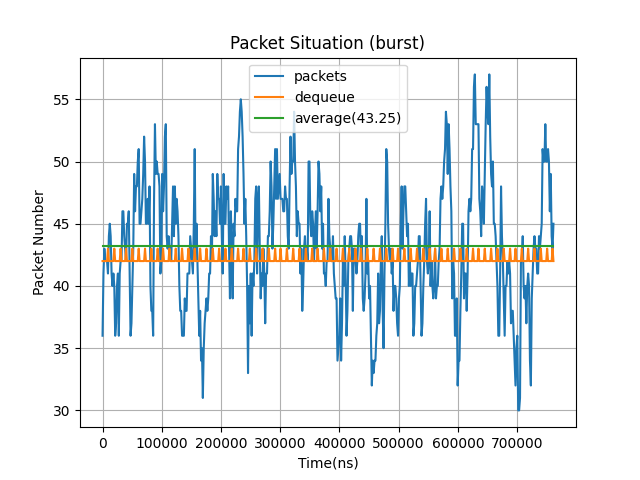 Packet Situation (burst)
packets
dequeue
average(43.25)
55
50
45
40
35
30
Packet Number
0 100000 200000 300000 400000 500000 600000 700000
Time(ns)